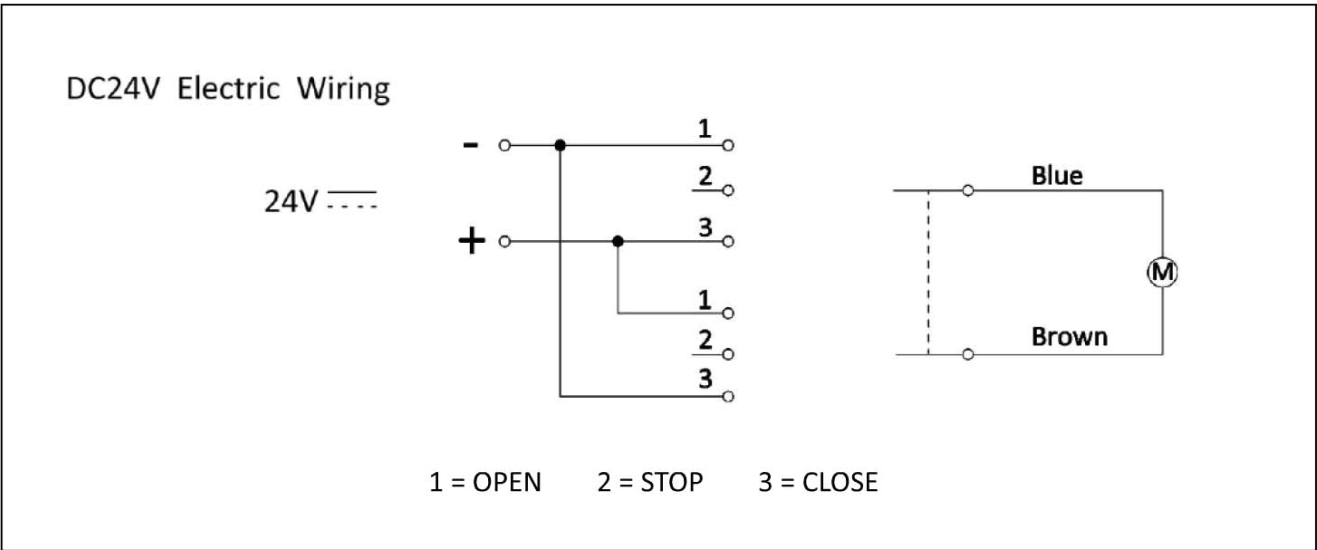 DC24V Electric Wiring
-
1
2
24V
+
3
1
2
3
Blue
M
Brown
1 = OPEN 2 = STOP 3 = CLOSE